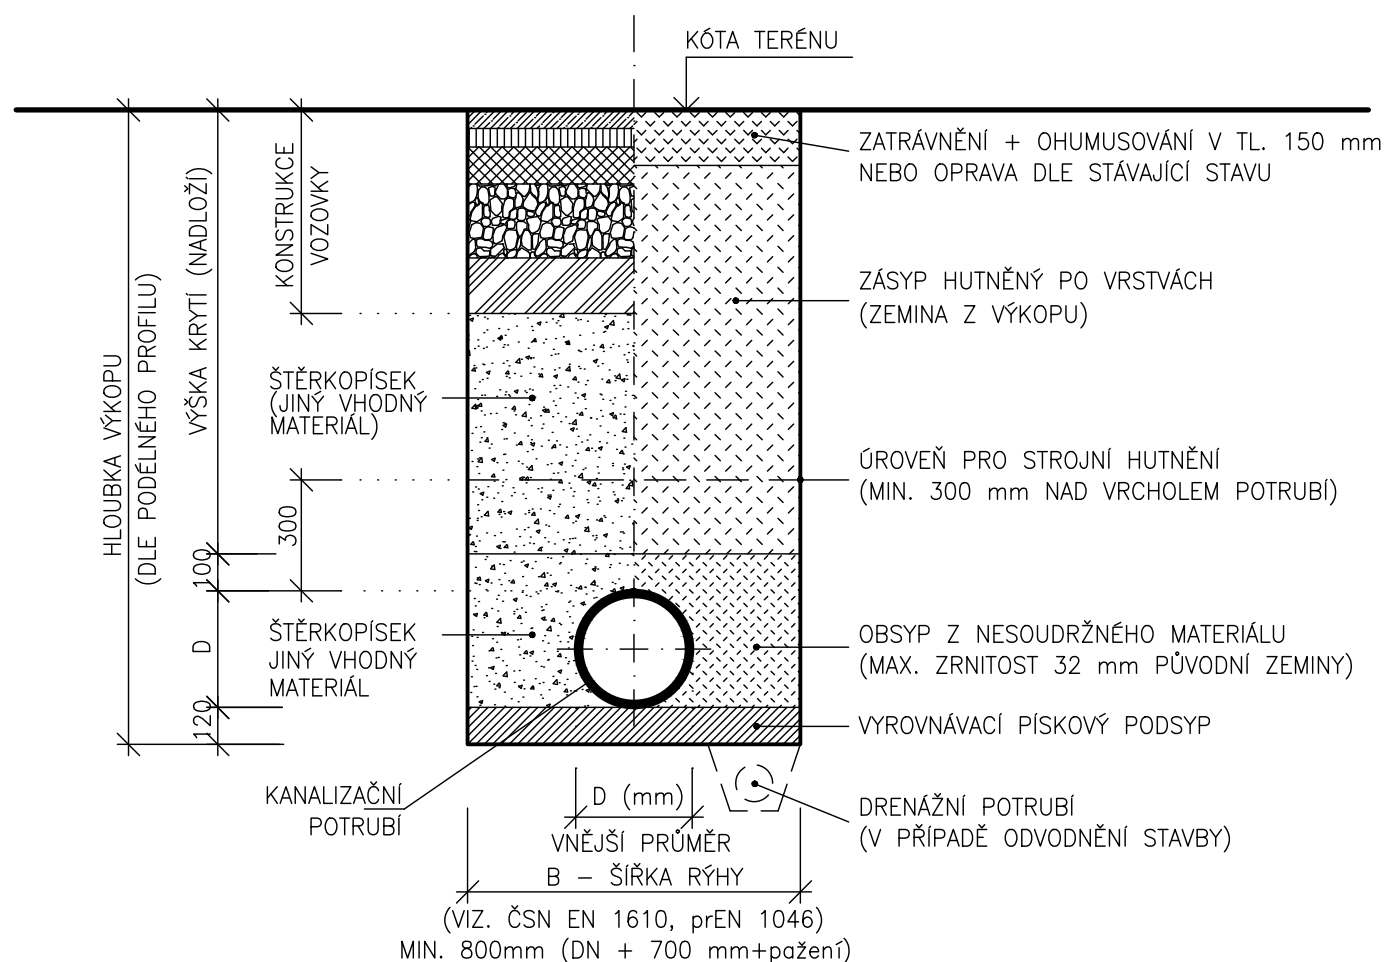 KÓTA TERÉNU
ZATRÁVNĚNÍ + OHUMUSOVÁNÍ V TL. 150 mm
NEBO OPRAVA DLE STÁVAJÍCÍ STAVU
KONSTRUKCE
VOZOVKY
ZÁSYP HUTNĚNÝ PO VRSTVÁCH
(ZEMINA Z VÝKOPU)
VÝŠKA KRYTÍ (NADLOŽÍ)
HLOUBKA VÝKOPU
(DLE PODÉLNÉHO PROFILU)
ŠTĚRKOPÍSEK
(JINÝ VHODNÝ
MATERIÁL)
ÚROVEŇ PRO STROJNÍ HUTNĚNÍ
(MIN. 300 mm NAD VRCHOLEM POTRUBÍ)
300
100
D
120
ŠTĚRKOPÍSEK
JINÝ VHODNÝ
MATERIÁL
OBSYP Z NESOUDRŽNÉHO MATERIÁLU
(MAX. ZRNITOST 32 mm PŮVODNÍ ZEMINY)
VYROVNÁVACÍ PÍSKOVÝ PODSYP
KANALIZAČNÍ
POTRUBÍ
D (mm)
VNĚJŠÍ PRŮMĚR
DRENÁŽNÍ POTRUBÍ
(V PŘÍPADĚ ODVODNĚNÍ STAVBY)
B – ŠÍŘKA RÝHY
(VIZ. ČSN EN 1610, prEN 1046)
MIN. 800mm (DN + 700 mm+pažení)